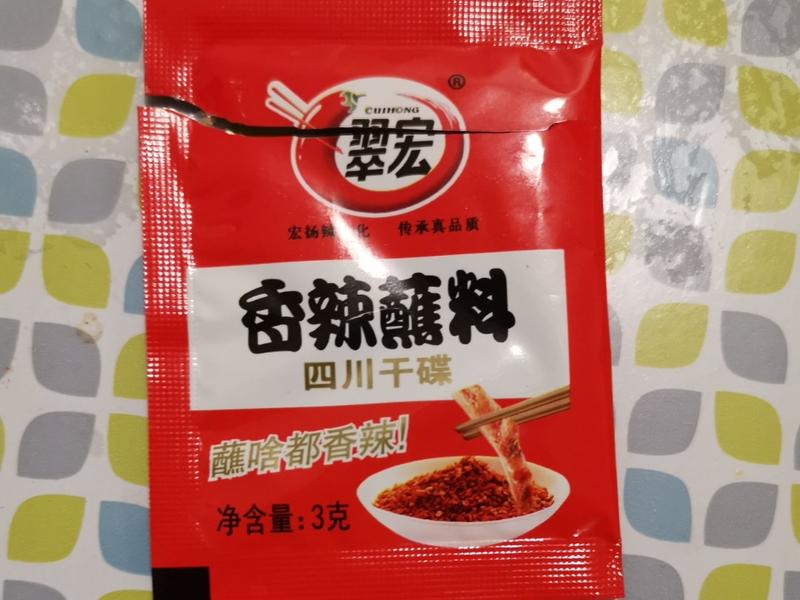 CUIHONG
®
翠宏
宏扬辣 化 传承真品质
香辣蘸料
四川干碟
蘸啥都香辣!
净含量:3克